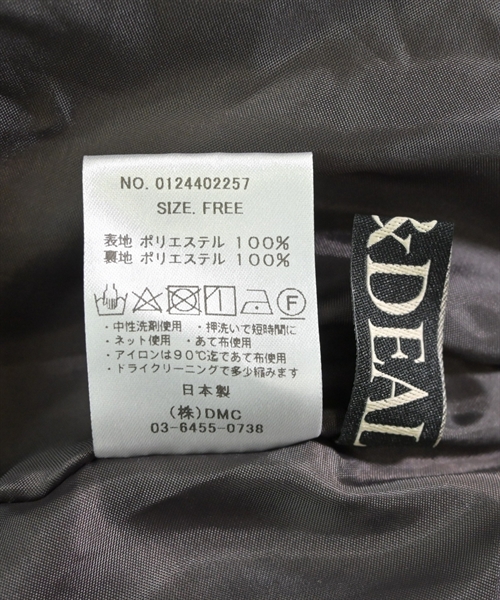 NO. 0124402257
SIZE. FREE
表地 ポリエステル 100%
裏地 ポリエステル 100%
F
・中性洗剤使用 ・押洗いで短時間に
・ネット使用 ・あて布使用
・アイロンは90℃迄であて布使用
・ドライクリーニングで多少縮みます
日本製
(株)DMC
03-6455-0738
&DEAL